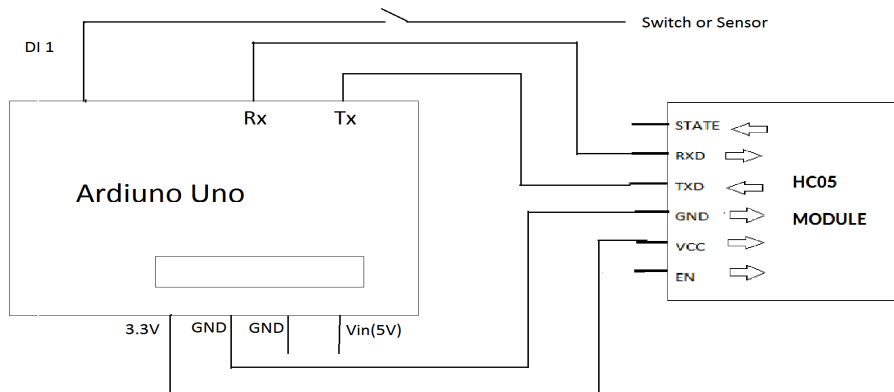 Switch or Sensor
DI 1
Rx
Tx
Ardiuno Uno
STATE
RXD
TXD
GND
VCC
EN
HC05
MODULE
3.3V
GND
GND
Vin(5V)